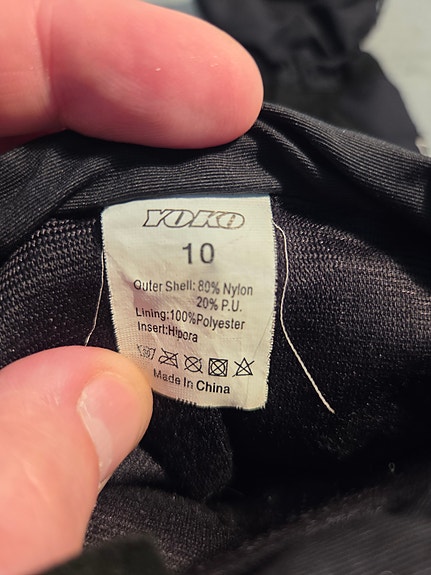 YOKO
10
Outer Shell: 80% Nylon
20% P.U.
Lining:100%Polyester
Insert:Hipora
Made In China